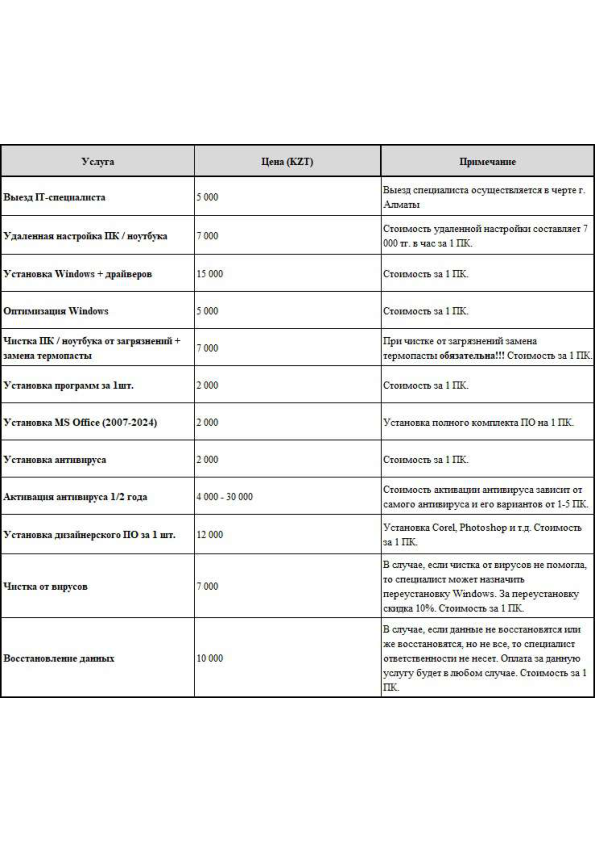 Услуга Цена (KZT) Примечание
Выезд IT-специалиста 5 000 Выезд специалиста осуществляется в черте г.
Алматы
Удаленная настройка ПК / ноутбука 7 000 Стоимость удаленной настройки составляет 7
000 тг. в час за 1 ПК.
Установка Windows + драйверов 15 000 Стоимость за 1 ПК.
Оптимизация Windows 5 000 Стоимость за 1 ПК.
Чистка ПК / ноутбука от загрязнений +
замена термопасты 7 000 При чистке от загрязнений замена
термопасты обязательна!!! Стоимость за 1 ПК.
Установка программ за 1шт. 2 000 Стоимость за 1 ПК.
Установка MS Office (2007-2024) 2 000 Установка полного комплекта ПО на 1 ПК.
Установка антивируса 2 000 Стоимость за 1 ПК.
Активация антивируса 1/2 года 4 000 - 30 000 Стоимость активации антивируса зависит от
самого антивируса и его вариантов от 1-5 ПК.
Установка дизайнерского ПО за 1 шт. 12 000 Установка Corel, Photoshop и т.д. Стоимость
за 1 ПК.
Чистка от вирусов 7 000 В случае, если чистка от вирусов не помогла,
то специалист может назначить
переустановку Windows. За переустановку
скидка 10%. Стоимость за 1 ПК.
Восстановление данных 10 000 В случае, если данные не восстановятся или
же восстановятся, но не все, то специалист
ответственности не несет. Оплата за данную
услугу будет в любом случае. Стоимость за 1
ПК.